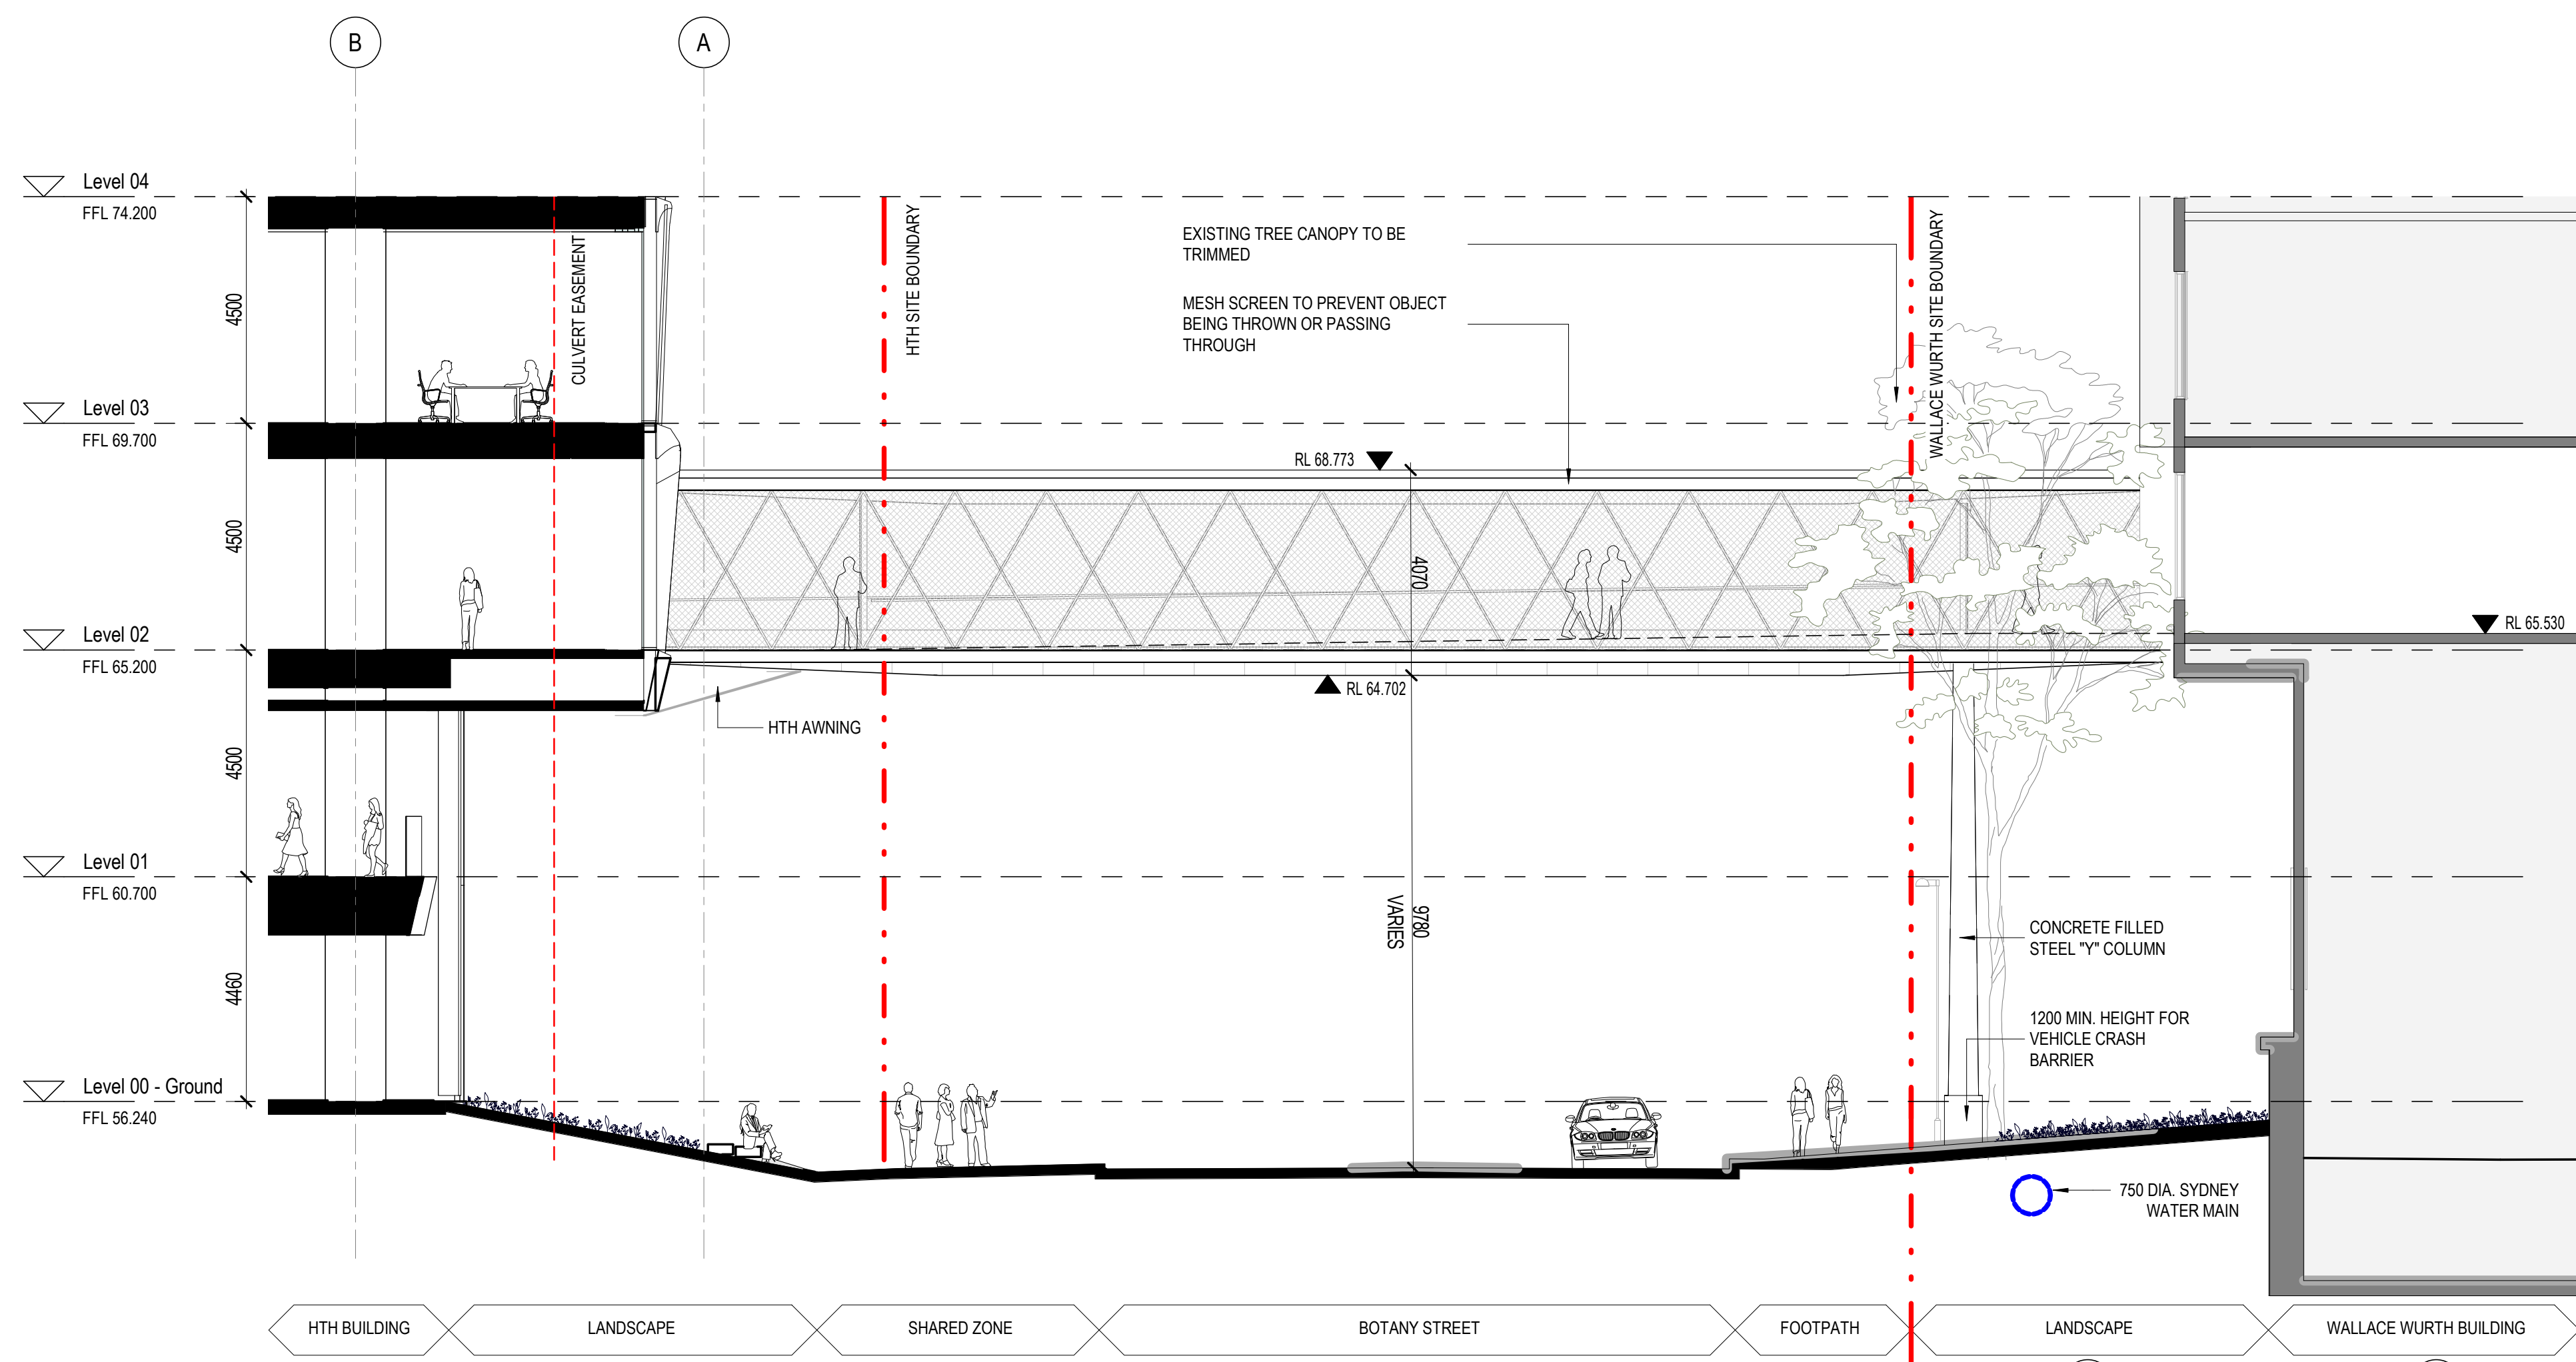 B
A
Level 04
FFL 74.200
4500
CULVERT EASEMENT
HTH SITE BOUNDARY
EXISTING TREE CANOPY TO BE
TRIMMED
WALLACE WURTH SITE BOUNDARY
MESH SCREEN TO PREVENT OBJECT
BEING THROWN OR PASSING
THROUGH
Level 03
FFL 69.700
RL 68.773
4500
4070
Level 02
FFL 65.200
RL 65.530
RL 64.702
HTH AWNING
4500
Level 01
FFL 60.700
9780
VARIES
CONCRETE FILLED
STEEL "Y" COLUMN
4460
1200 MIN. HEIGHT FOR
VEHICLE CRASH
BARRIER
Level 00 - Ground
FFL 56.240
750 DIA. SYDNEY
WATER MAIN
HTH BUILDING
LANDSCAPE
SHARED ZONE
BOTANY STREET
FOOTPATH
LANDSCAPE
WALLACE WURTH BUILDING